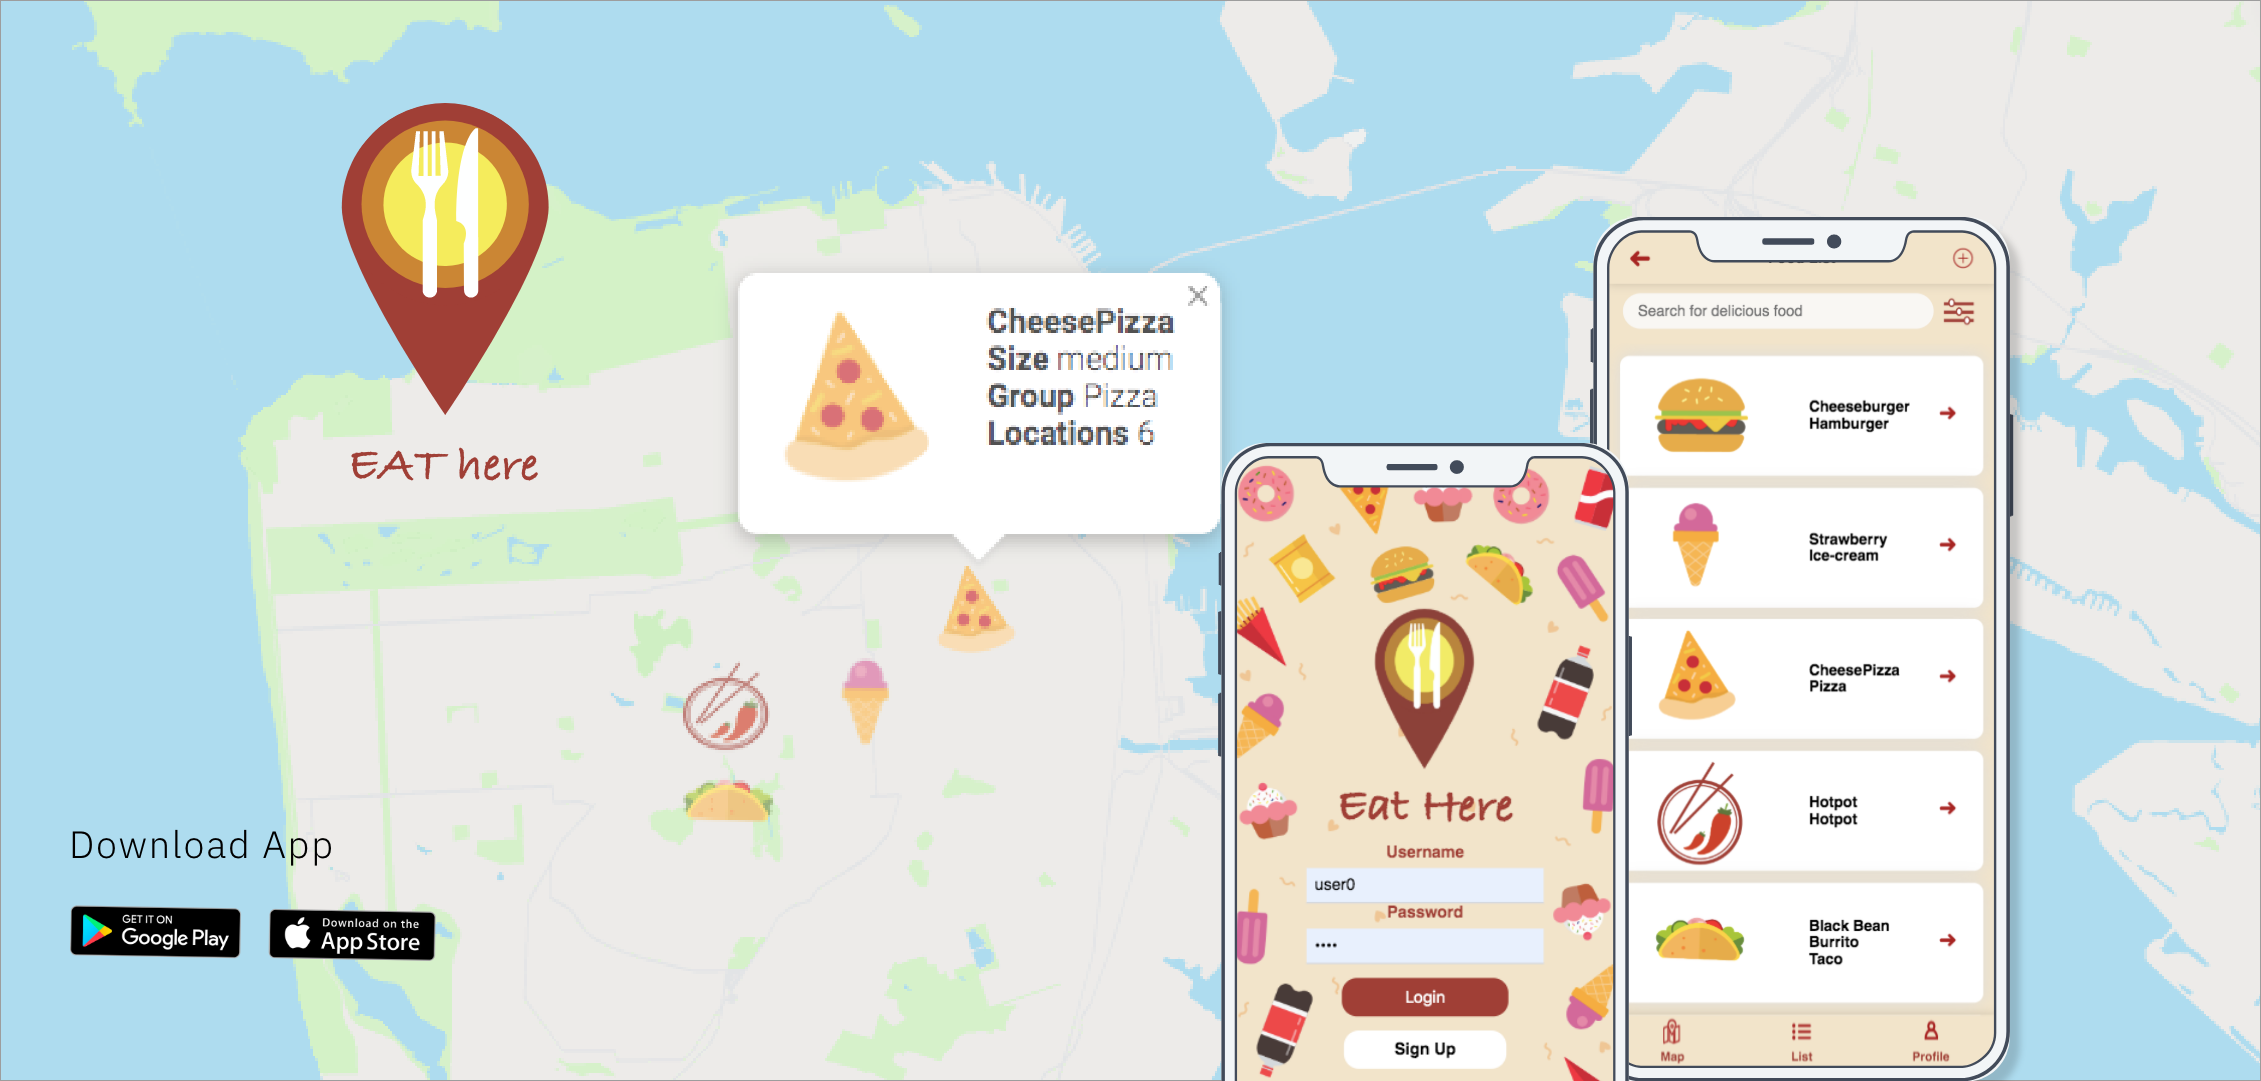 EAT here
CheesePizza
Size medium
Group Pizza
Locations 6
Download App
GET IT ON
Google Play
Download on the
App Store
Eat Here
Username
user0
Password
••••
Login
Sign Up
Search for delicious food
Cheeseburger
Hamburger
Strawberry
Ice-cream
CheesePizza
Pizza
Hotpot
Hotpot
Black Bean
Burrito
Taco
Map
List
Profile